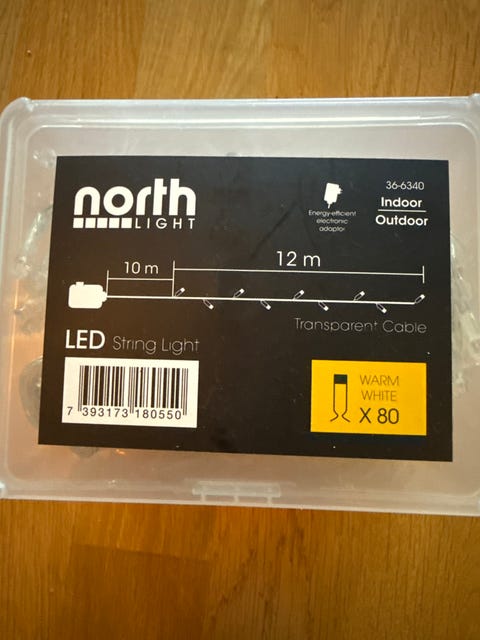 north
LIGHT
Energy-efficient
electronic
adaptor
36-6340
Indoor
Outdoor
10 m
12 m
Transparent Cable
LED String Light
7 393173 180550
WARM
WHITE
X 80